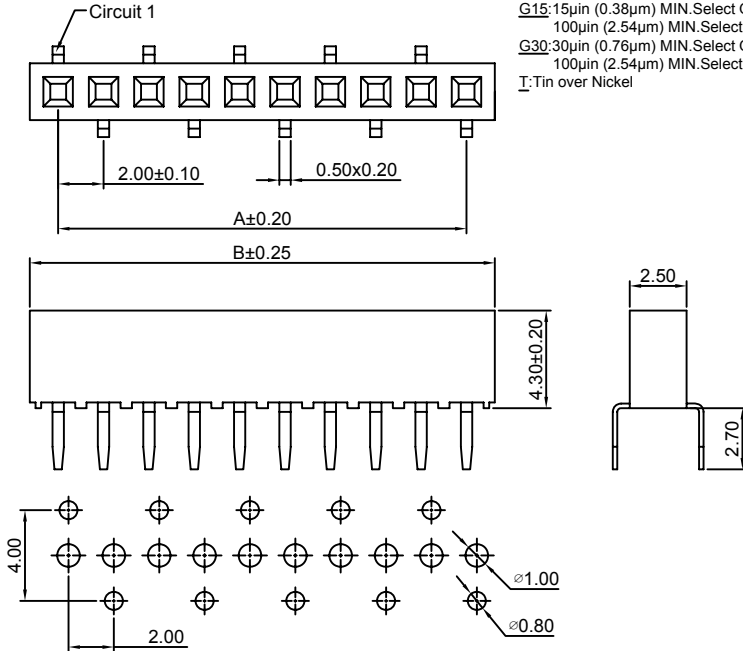 Circuit 1
G15:15µin (0.38µm) MIN.Select
100µin (2.54µm) MIN.Select
G30:30µin (0.76µm) MIN.Select
100µin (2.54µm) MIN.Select
T:Tin over Nickel
2.00±0.10
0.50x0.20
A±0.20
B±0.25
2.50
4.30±0.20
2.70
4.00
⌀1.00
⌀0.80
2.00